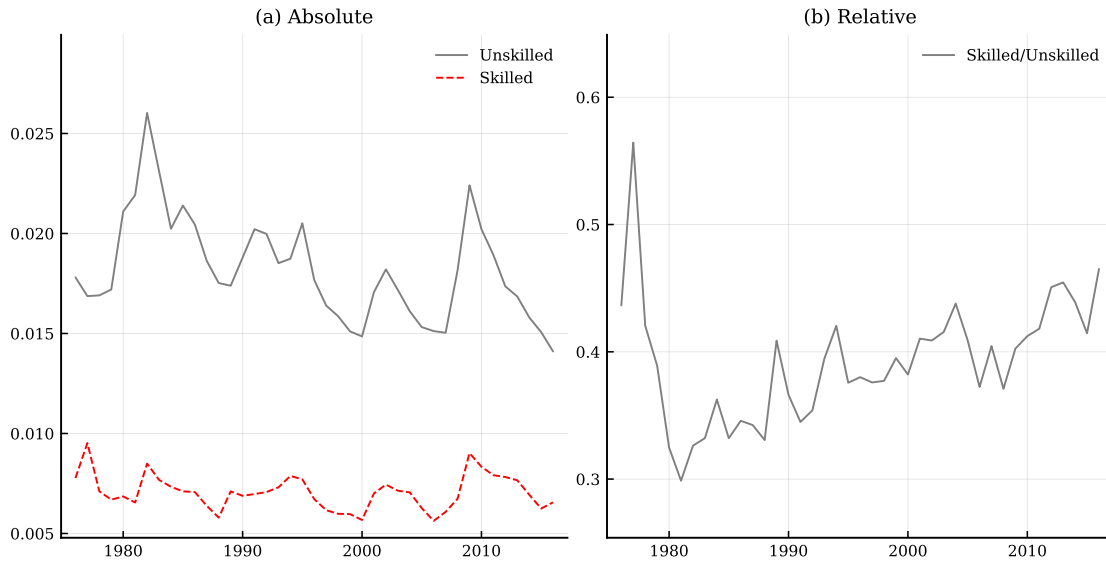 (a) Absolute
Unskilled
Skilled
0.025
0.020
0.015
0.010
0.005
1980 1990 2000 2010
(b) Relative
Skilled/Unskilled
0.6
0.5
0.4
0.3
1980 1990 2000 2010